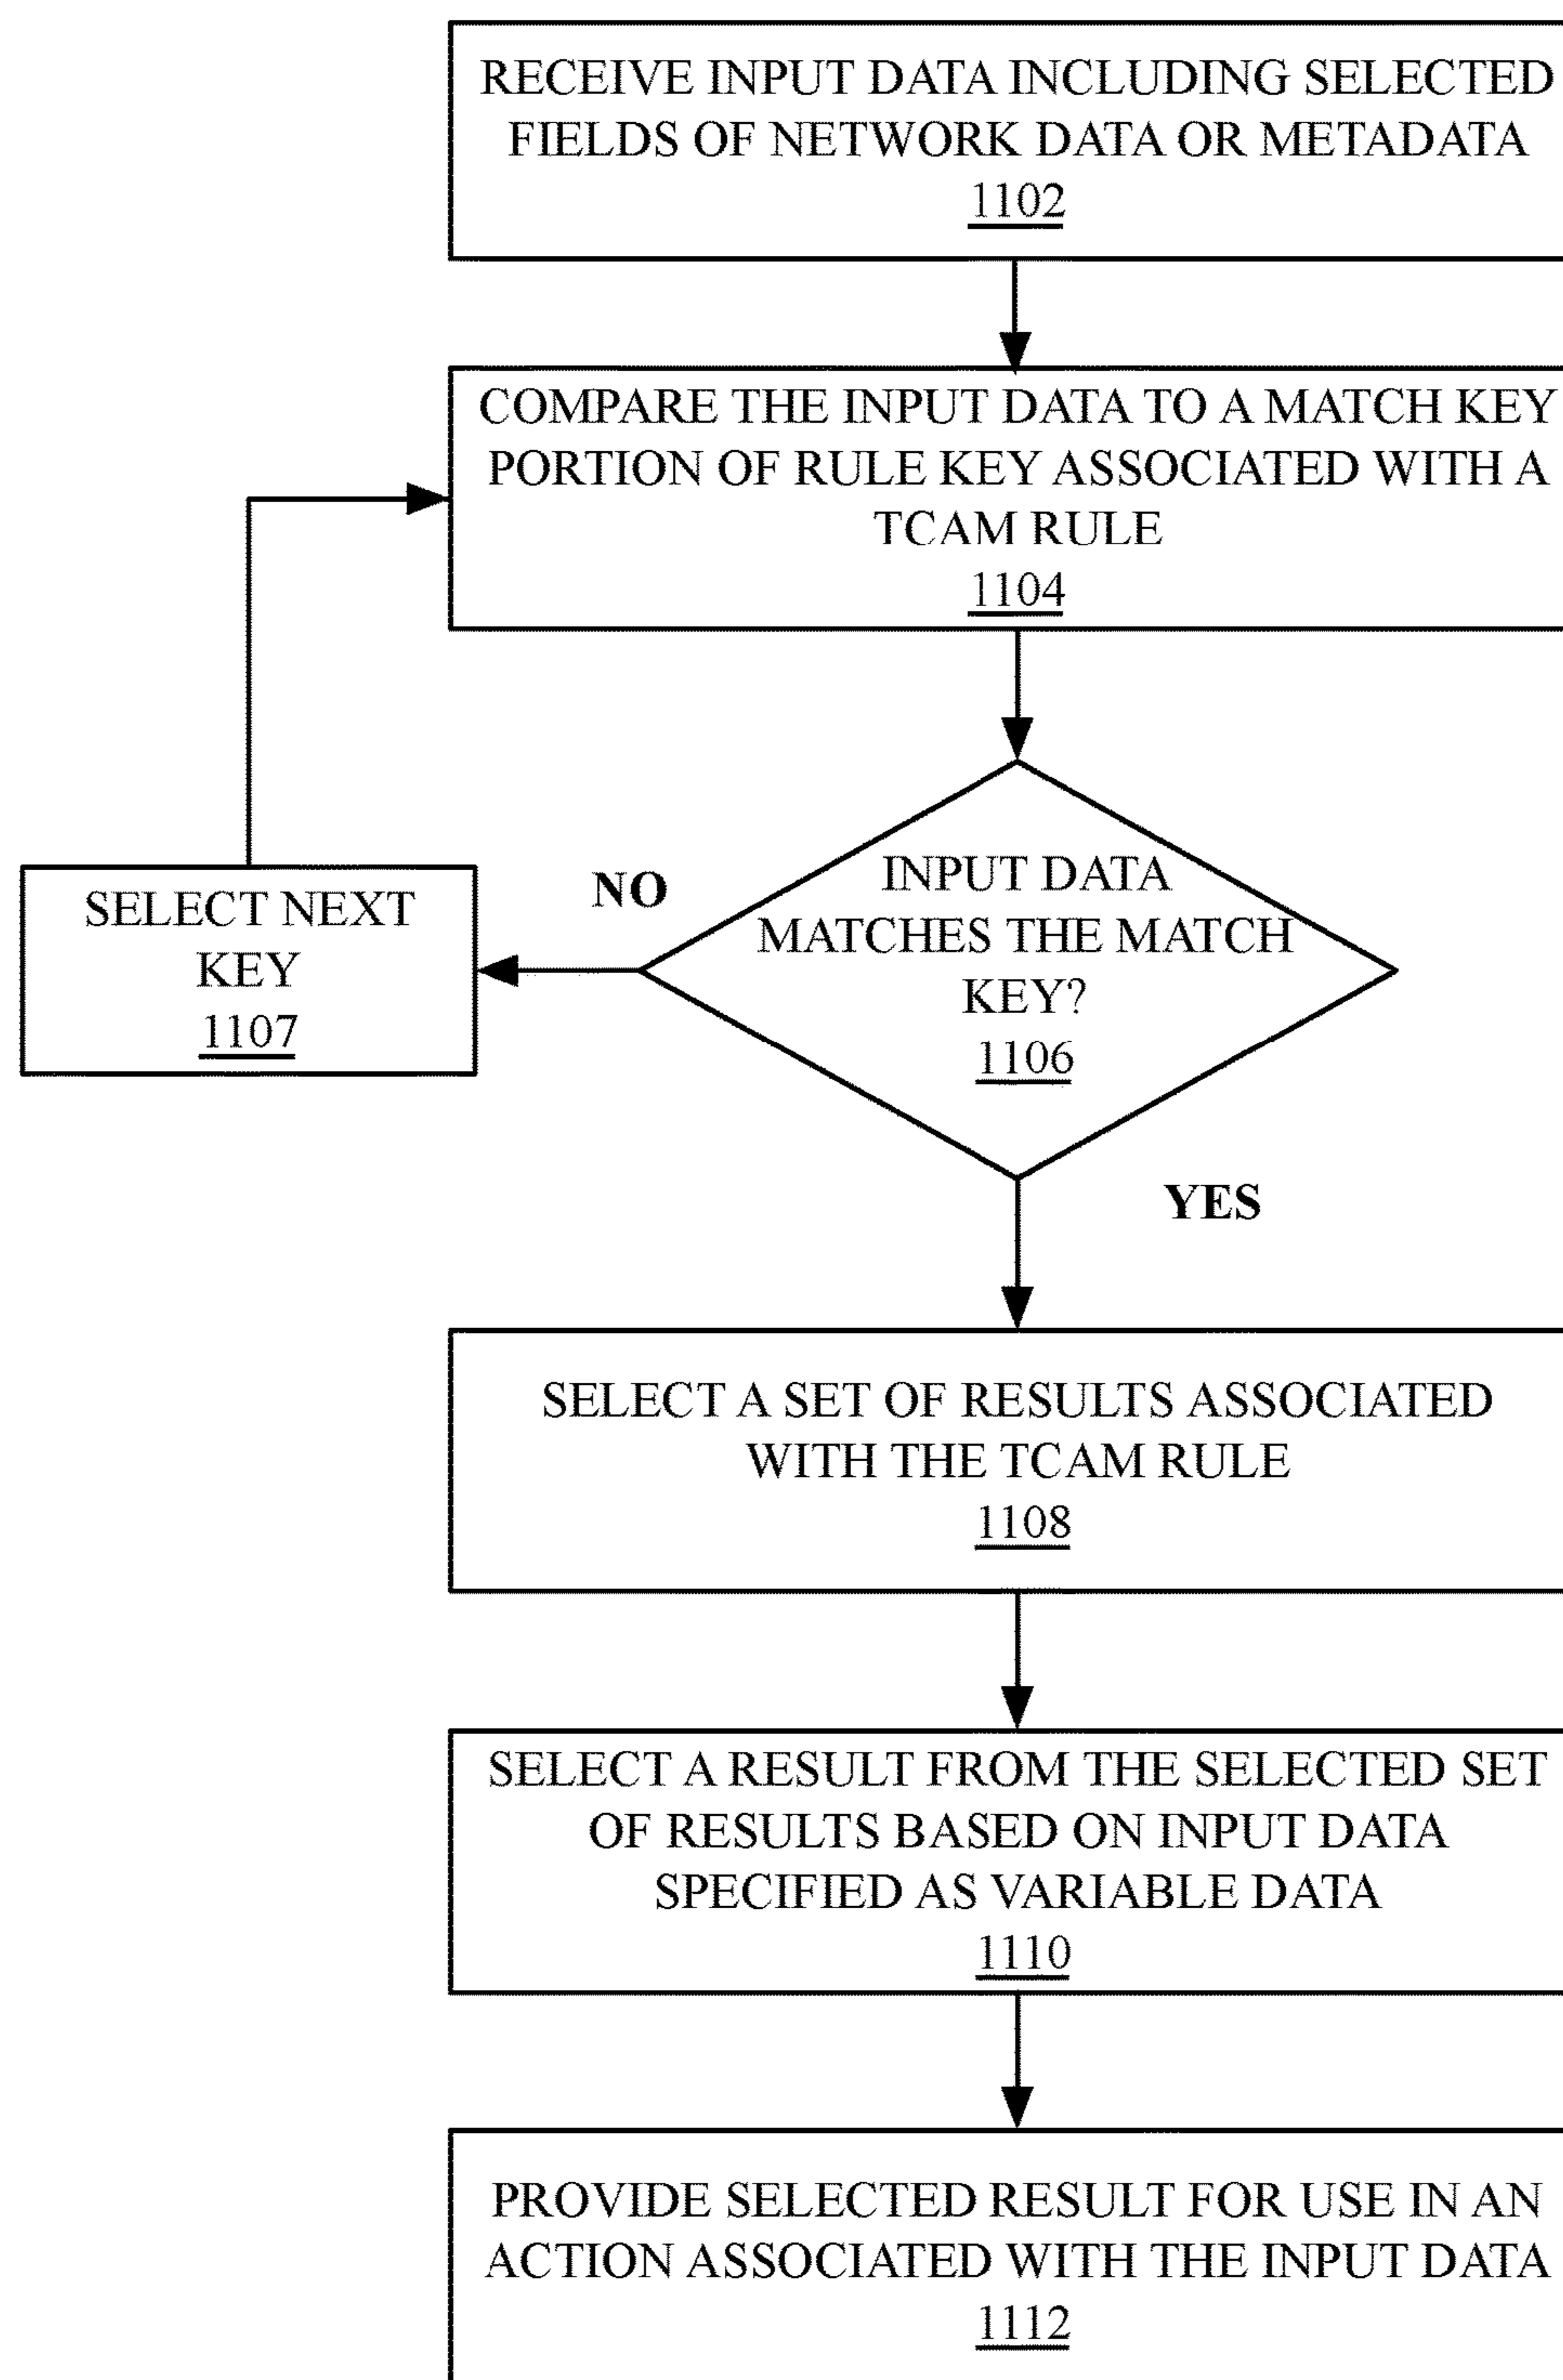 RECEIVE INPUT DATA INCLUDING SELECTED
FIELDS OF NETWORK DATA OR METADATA
1102
COMPARE THE INPUT DATA TO A MATCH KEY
PORTION OF RULE KEY ASSOCIATED WITH A
TCAM RULE
1104
INPUT DATA
MATCHES THE MATCH
KEY?
1106
NO
SELECT NEXT
KEY
1107
YES
SELECT A SET OF RESULTS ASSOCIATED
WITH THE TCAM RULE
1108
SELECT A RESULT FROM THE SELECTED SET
OF RESULTS BASED ON INPUT DATA
SPECIFIED AS VARIABLE DATA
1110
PROVIDE SELECTED RESULT FOR USE IN AN
ACTION ASSOCIATED WITH THE INPUT DATA
1112